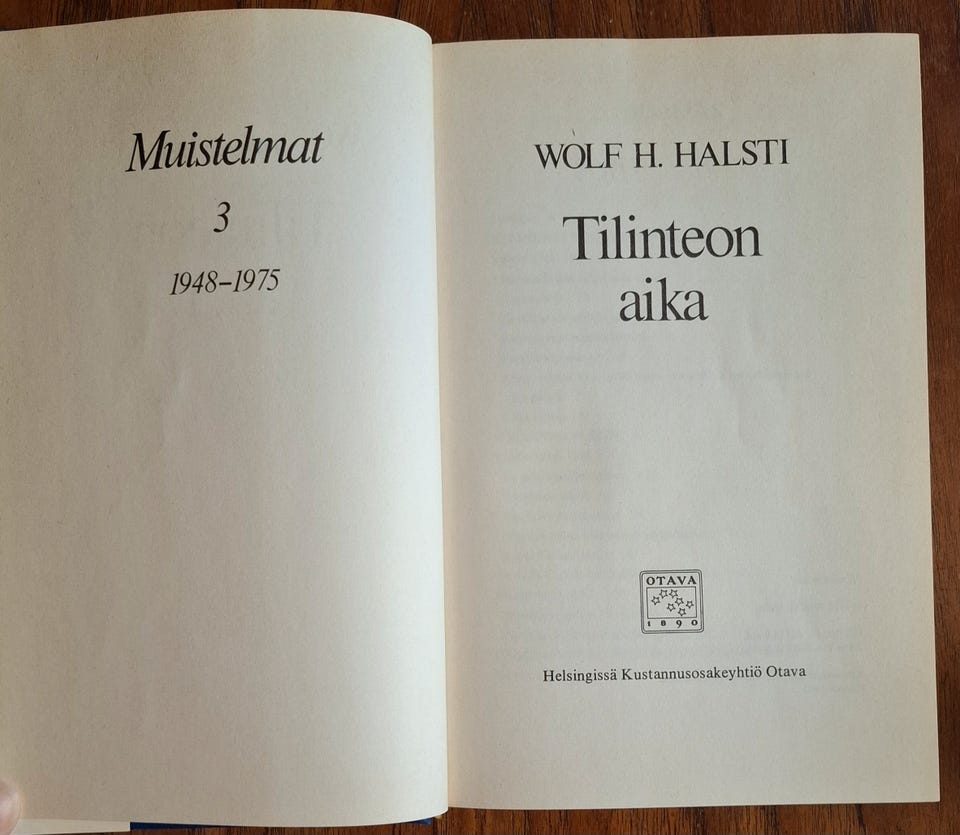 Muistelmat
3
1948–1975
WOLF H. HALSTI
Tilinteon
aika
OTAVA
1890
Helsingissä Kustannusosakeyhtiö Otava